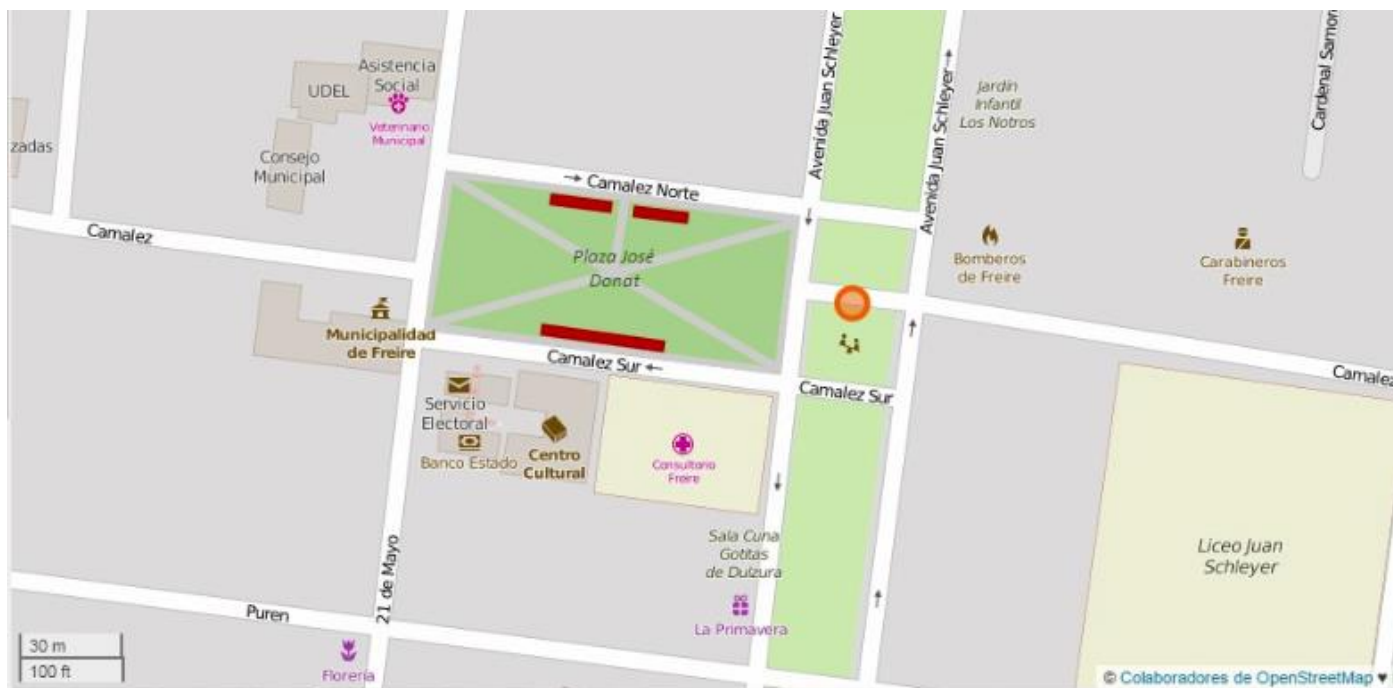 Asistencia
Social
UDEL
Veterinario
Municipal
Consejo
Municipal
zadas
Avenida Juan Schleyer
Avenida Juan Schleyer→
Jardín
Infantil
Los Notros
Cardenal Samor
→ Camalez Norte
Camalez
Plaza José
Donat
Bomberos
de Freire
Carabineros
Freire
Municipalidad
de Freire
Camalez Sur ←
Camalez Sur
Camalez
Servicio
Electoral
Banco Estado
Centro
Cultural
Consultorio
Freire
21 de Mayo
Sala Cuna
Gotitas
de Dulzura
Liceo Juan
Schleyer
Puren
La Primavera
Florería
30 m
100 ft
© Colaboradores de OpenStreetMap ♥